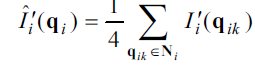 Î′ᵢ(𝐪ᵢ) = 1/4 ∑_{𝐪ᵢₖ∈𝐍ᵢ} I′ᵢ(𝐪ᵢₖ)